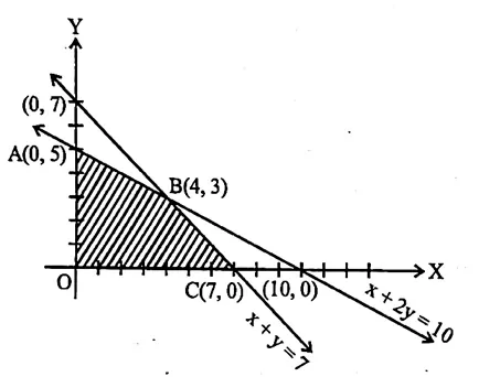 Y
(0, 7)
A(0, 5)
B(4, 3)
X
O
C(7, 0)
(10, 0)
x + y = 7
x + 2y = 10